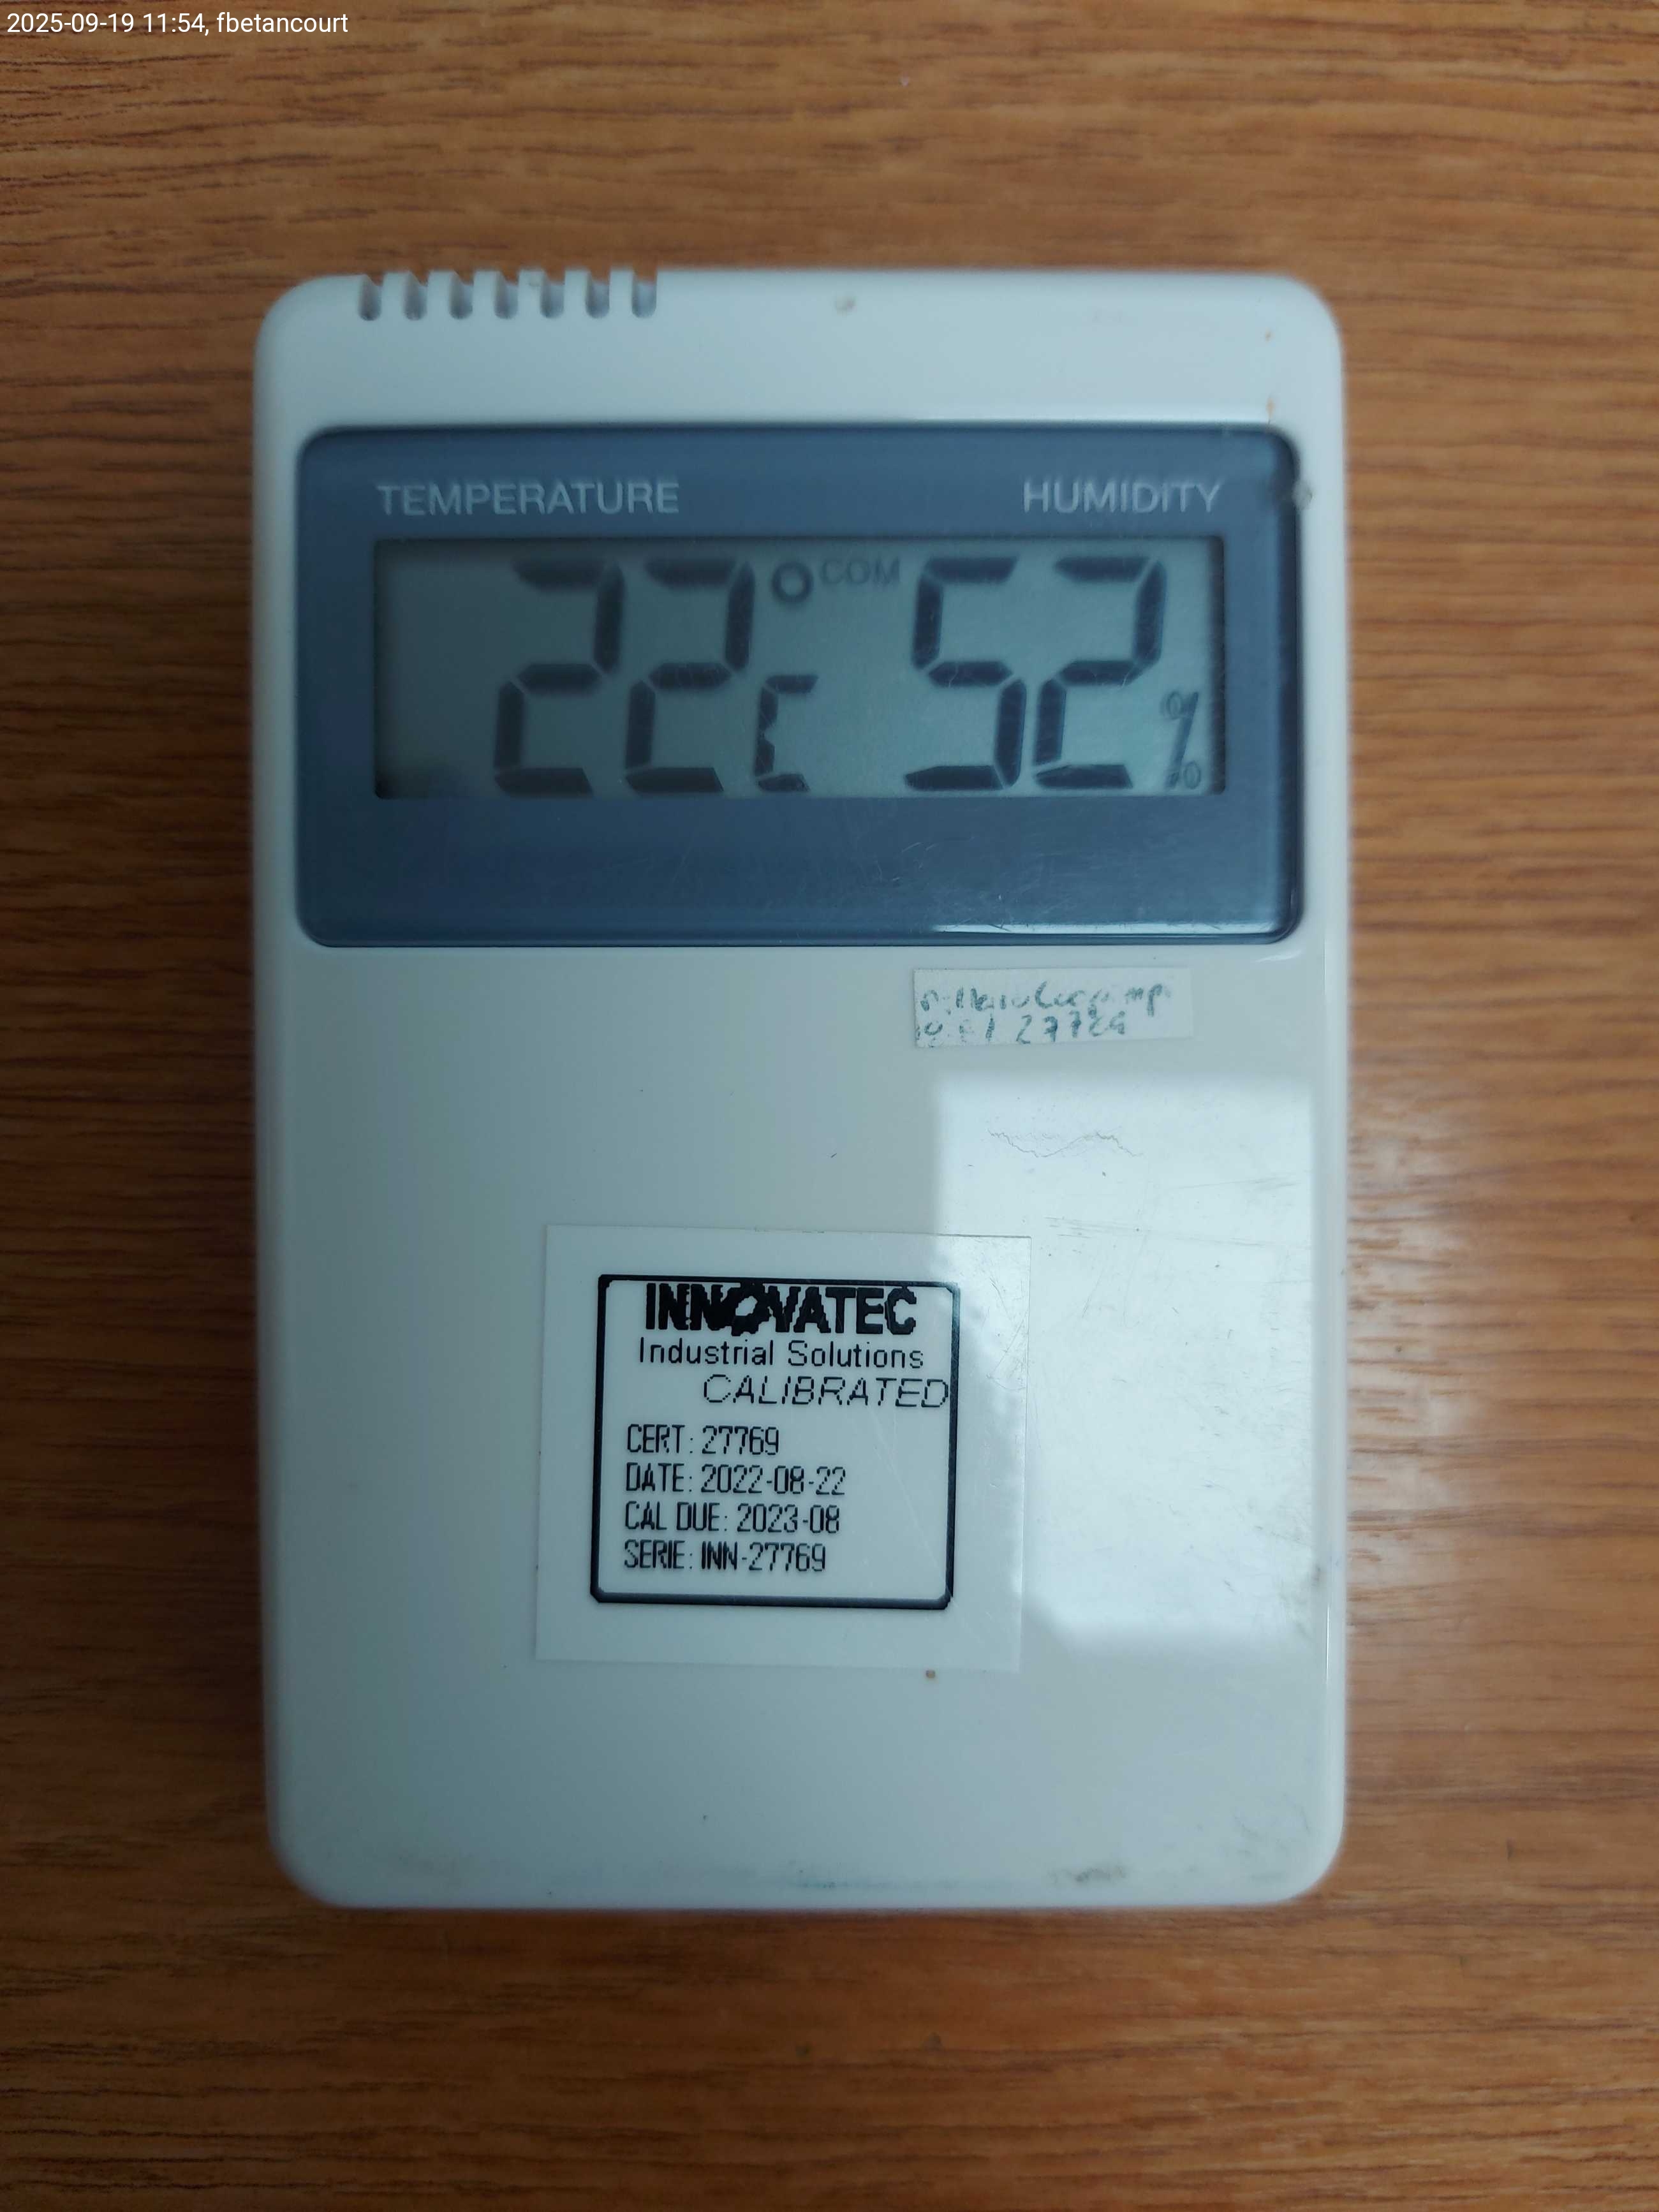 2025-09-19 11:54, fbetancourt
TEMPERATURE HUMIDITY
22°C COM 52%
INNOVATEC
Industrial Solutions
CALIBRATED
CERT: 27769
DATE: 2022-08-22
CAL DUE: 2023-08
SERIE: INN-27769